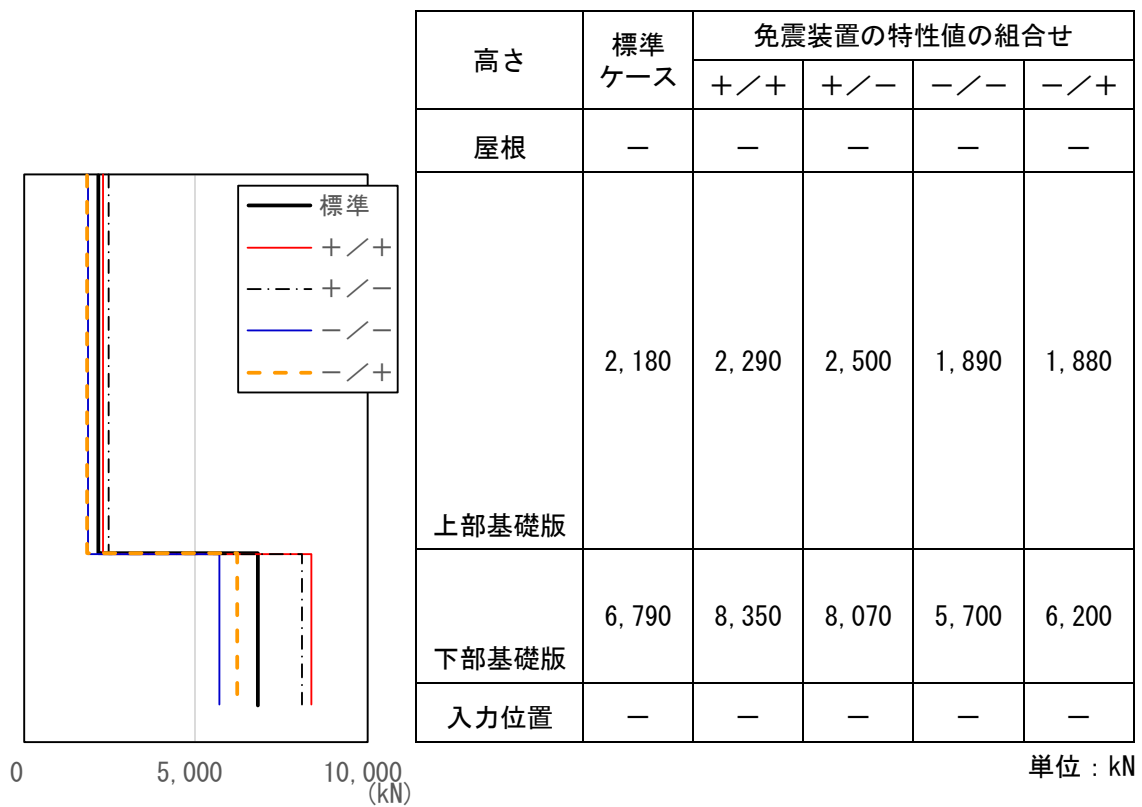 標準
＋／＋
＋／－
－／－
－／＋
0 5,000 10,000
(kN)
高さ 標準ケース 免震装置の特性値の組合せ
＋／＋ ＋／－ －／－ －／＋
屋根 － － － － －
2,180 2,290 2,500 1,890 1,880
上部基礎版
6,790 8,350 8,070 5,700 6,200
下部基礎版
入力位置 － － － － －
単位：kN